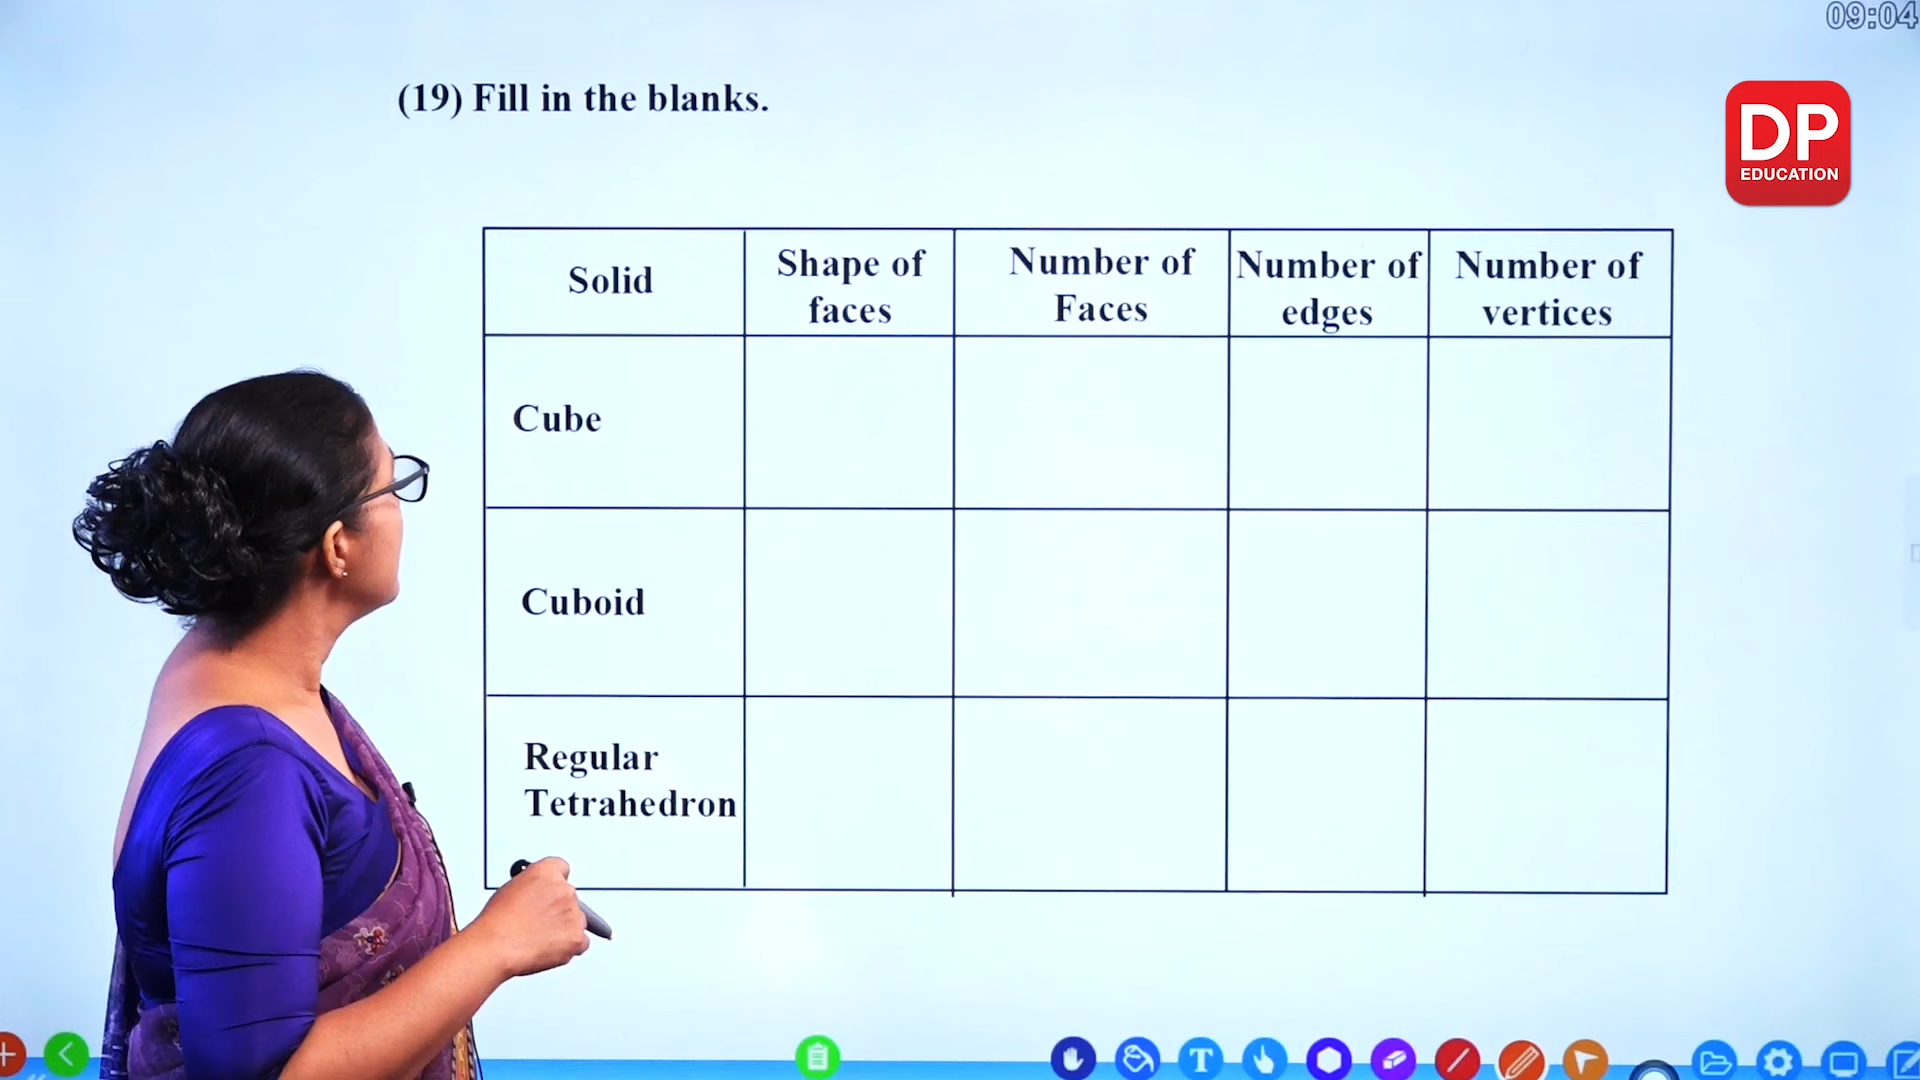 09:04
(19) Fill in the blanks.
DP
EDUCATION
Solid
Shape of
faces
Number of
Faces
Number of
edges
Number of
vertices
Cube
Cuboid
Regular
Tetrahedron
T